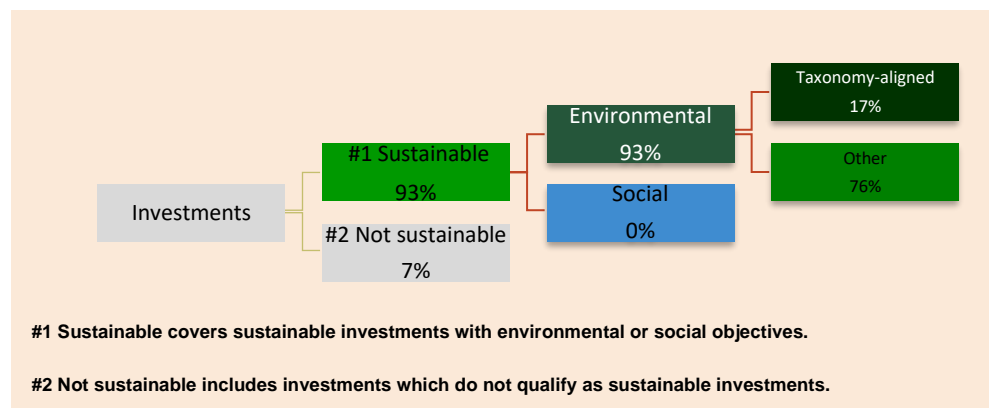 Investments
#1 Sustainable
93%
#2 Not sustainable
7%
Environmental
93%
Social
0%
Taxonomy-aligned
17%
Other
76%
#1 Sustainable covers sustainable investments with environmental or social objectives.
#2 Not sustainable includes investments which do not qualify as sustainable investments.